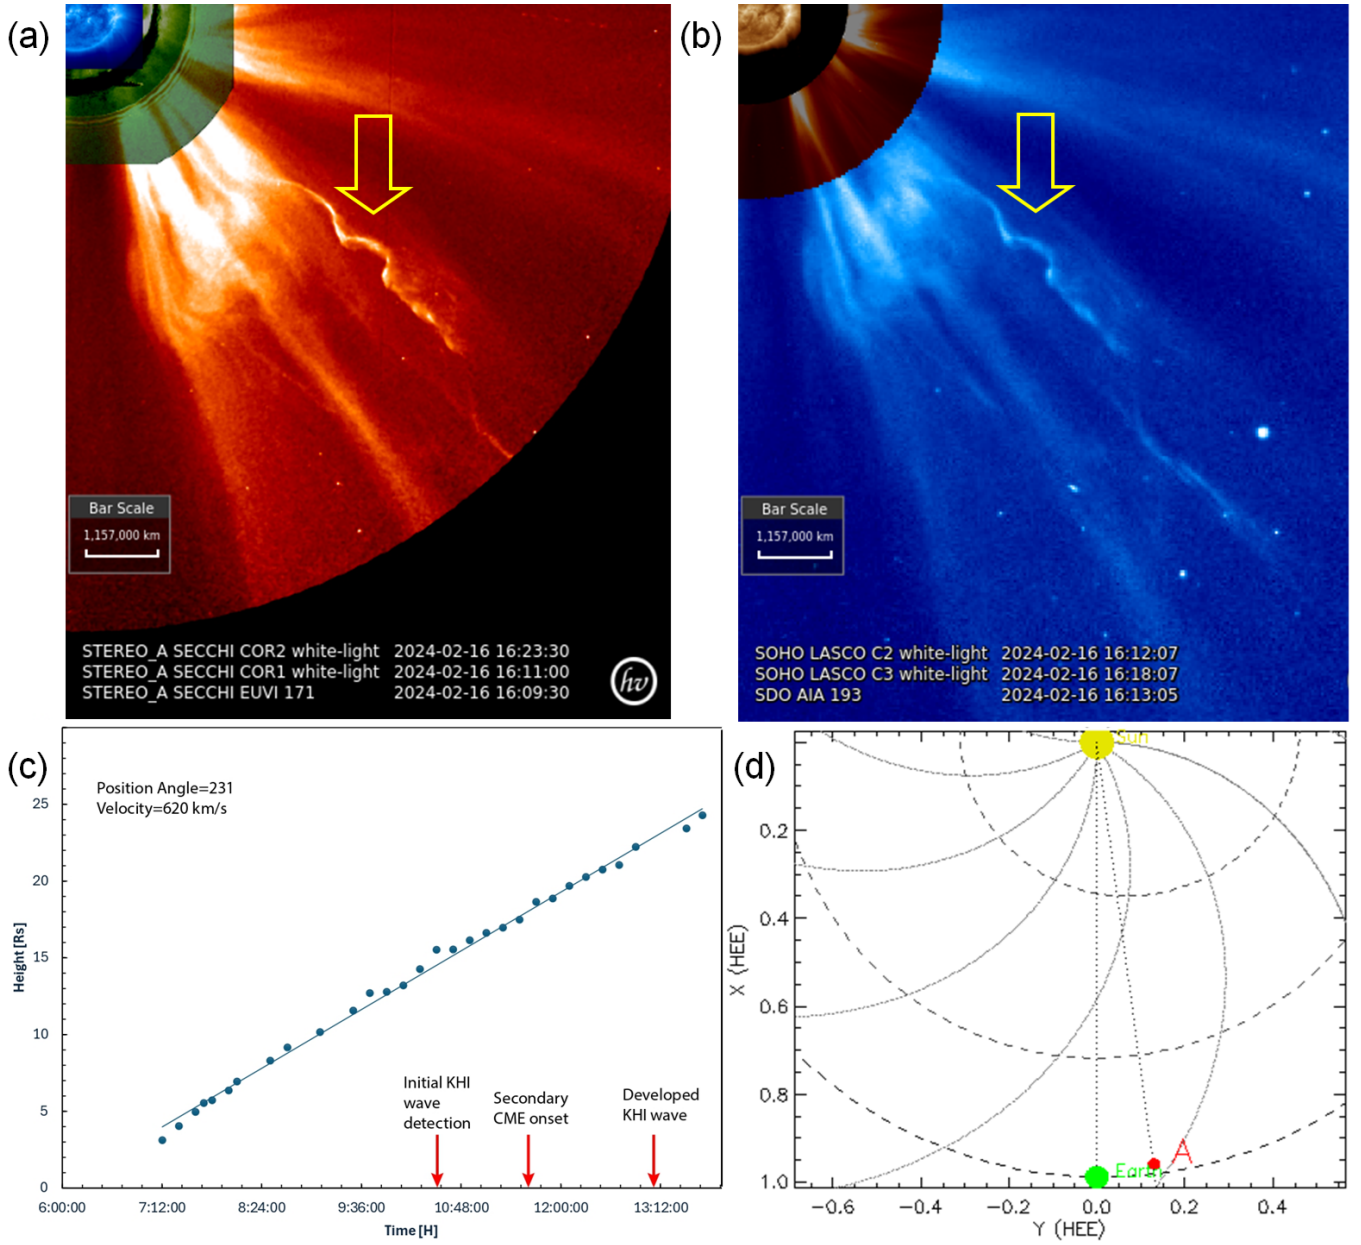 (a)
Bar Scale
1,157,000 km
STEREO_A SECCHI COR2 white-light 2024-02-16 16:23:30
STEREO_A SECCHI COR1 white-light 2024-02-16 16:11:00
STEREO_A SECCHI EUVI 171 2024-02-16 16:09:30
hv
(b)
Bar Scale
1,157,000 km
SOHO LASCO C2 white-light 2024-02-16 16:12:07
SOHO LASCO C3 white-light 2024-02-16 16:18:07
SDO AIA 193 2024-02-16 16:13:05
(c)
Position Angle=231
Velocity=620 km/s
25
20
15
10
5
0
Height [Rs]
Initial KHI
wave
detection
Secondary
CME onset
Developed
KHI wave
6:00:00 7:12:00 8:24:00 9:36:00 10:48:00 12:00:00 13:12:00
Time [H]
(d)
Sun
0.2
0.4
0.6
0.8
1.0
X (HEE)
A
Earth
−0.6 −0.4 −0.2 0.0 0.2 0.4
Y (HEE)